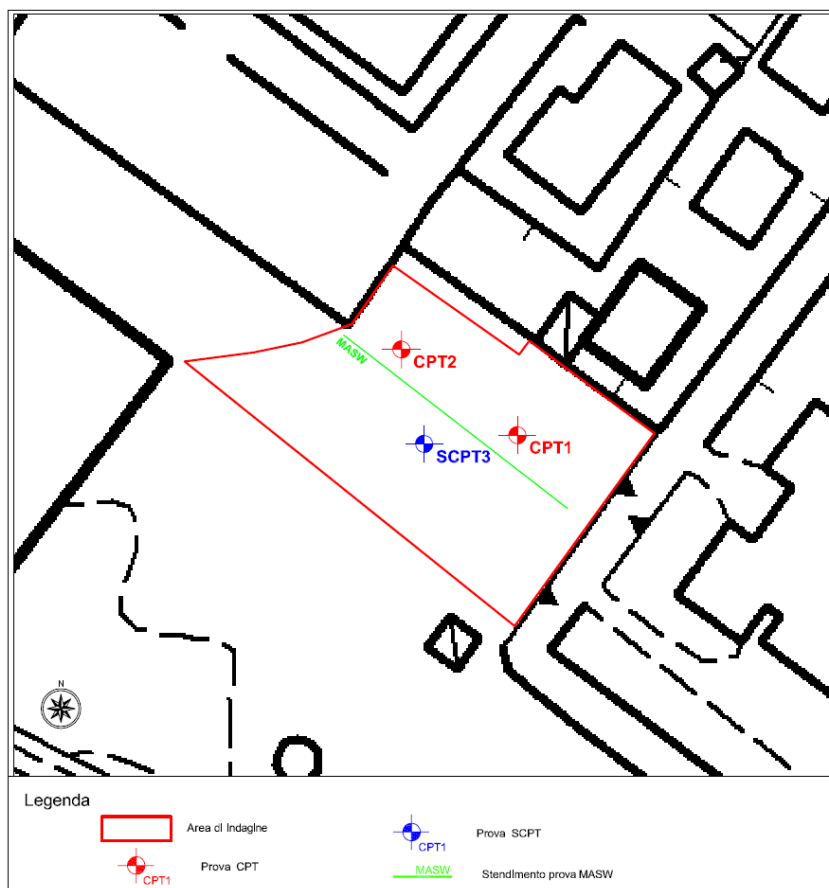 MASW
CPT2
CPT1
SCPT3
N
Legenda
Area di Indagine
Prova SCPT
CPT1
Prova CPT
CPT1
MASW
Stendimento prova MASW